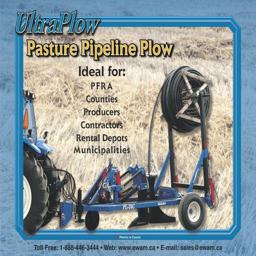 UltraPlow
Pasture Pipeline Plow
Ideal for:
PFRA
Counties
Producers
Contractors
Rental Depots
Municipalities
Toll Free: 1-888-446-3444 • Web: www.ewam.ca • E-mail: sales@ewam.ca